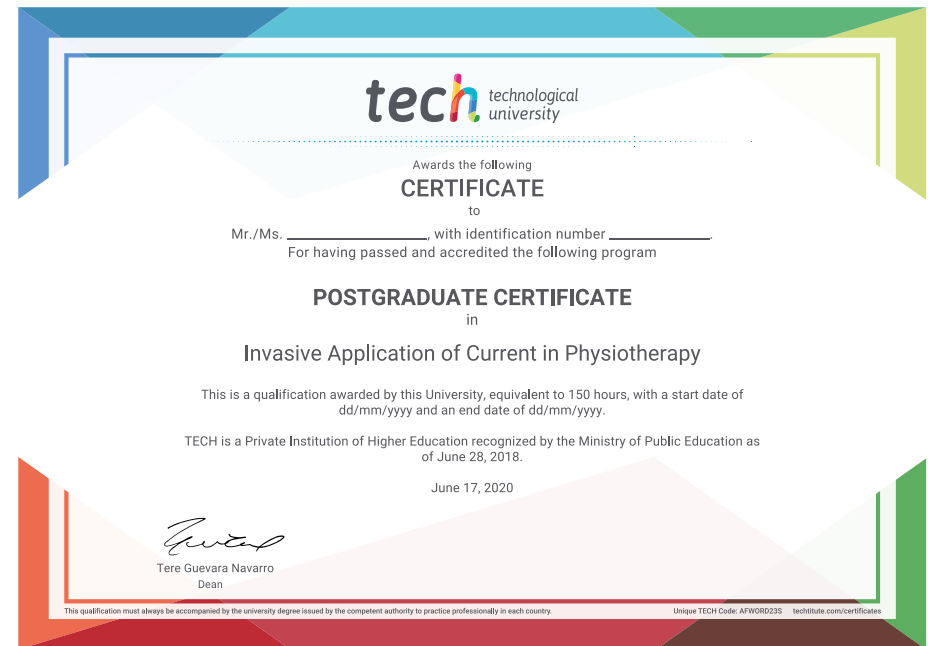 tech technological
university
Awards the following
CERTIFICATE
to
Mr./Ms. ____________________, with identification number ______________.
For having passed and accredited the following program
POSTGRADUATE CERTIFICATE
in
Invasive Application of Current in Physiotherapy
This is a qualification awarded by this University, equivalent to 150 hours, with a start date of
dd/mm/yyyy and an end date of dd/mm/yyyy.
TECH is a Private Institution of Higher Education recognized by the Ministry of Public Education as
of June 28, 2018.
June 17, 2020
Tere Guevara Navarro
Dean
This qualification must always be accompanied by the university degree issued by the competent authority to practice professionally in each country.
Unique TECH Code: AFWORD23S techtitute.com/certificates